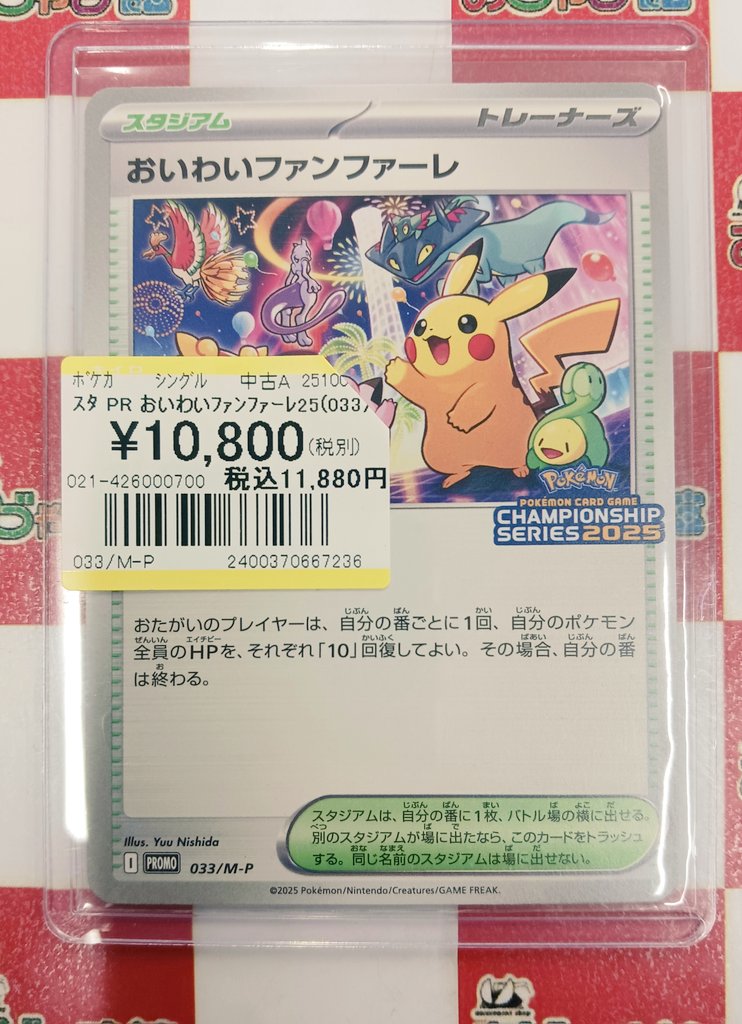 スタジアム
トレーナーズ
おいわいファンファーレ
ポケカ シングル 中古A 25100
スタ PR おいわいファンファーレ25(033/
¥10,800(税別)
021-426000700 税込11,880円
033/M-P 2400370667236
POKÉMON
POKÉMON CARD GAME
CHAMPIONSHIP
SERIES 2025
おたがいのプレイヤーは、自分の番ごとに1回、自分のポケモン
全員のHPを、それぞれ「10」回復してよい。その場合、自分の番
は終わる。
スタジアムは、自分の番に1枚、バトル場の横に出せる。
別のスタジアムが場に出たなら、このカードをトラッシュ
する。同じ名前のスタジアムは場に出せない。
Illus. Yuu Nishida
I PROMO 033/M-P
©2025 Pokémon/Nintendo/Creatures/GAME FREAK.